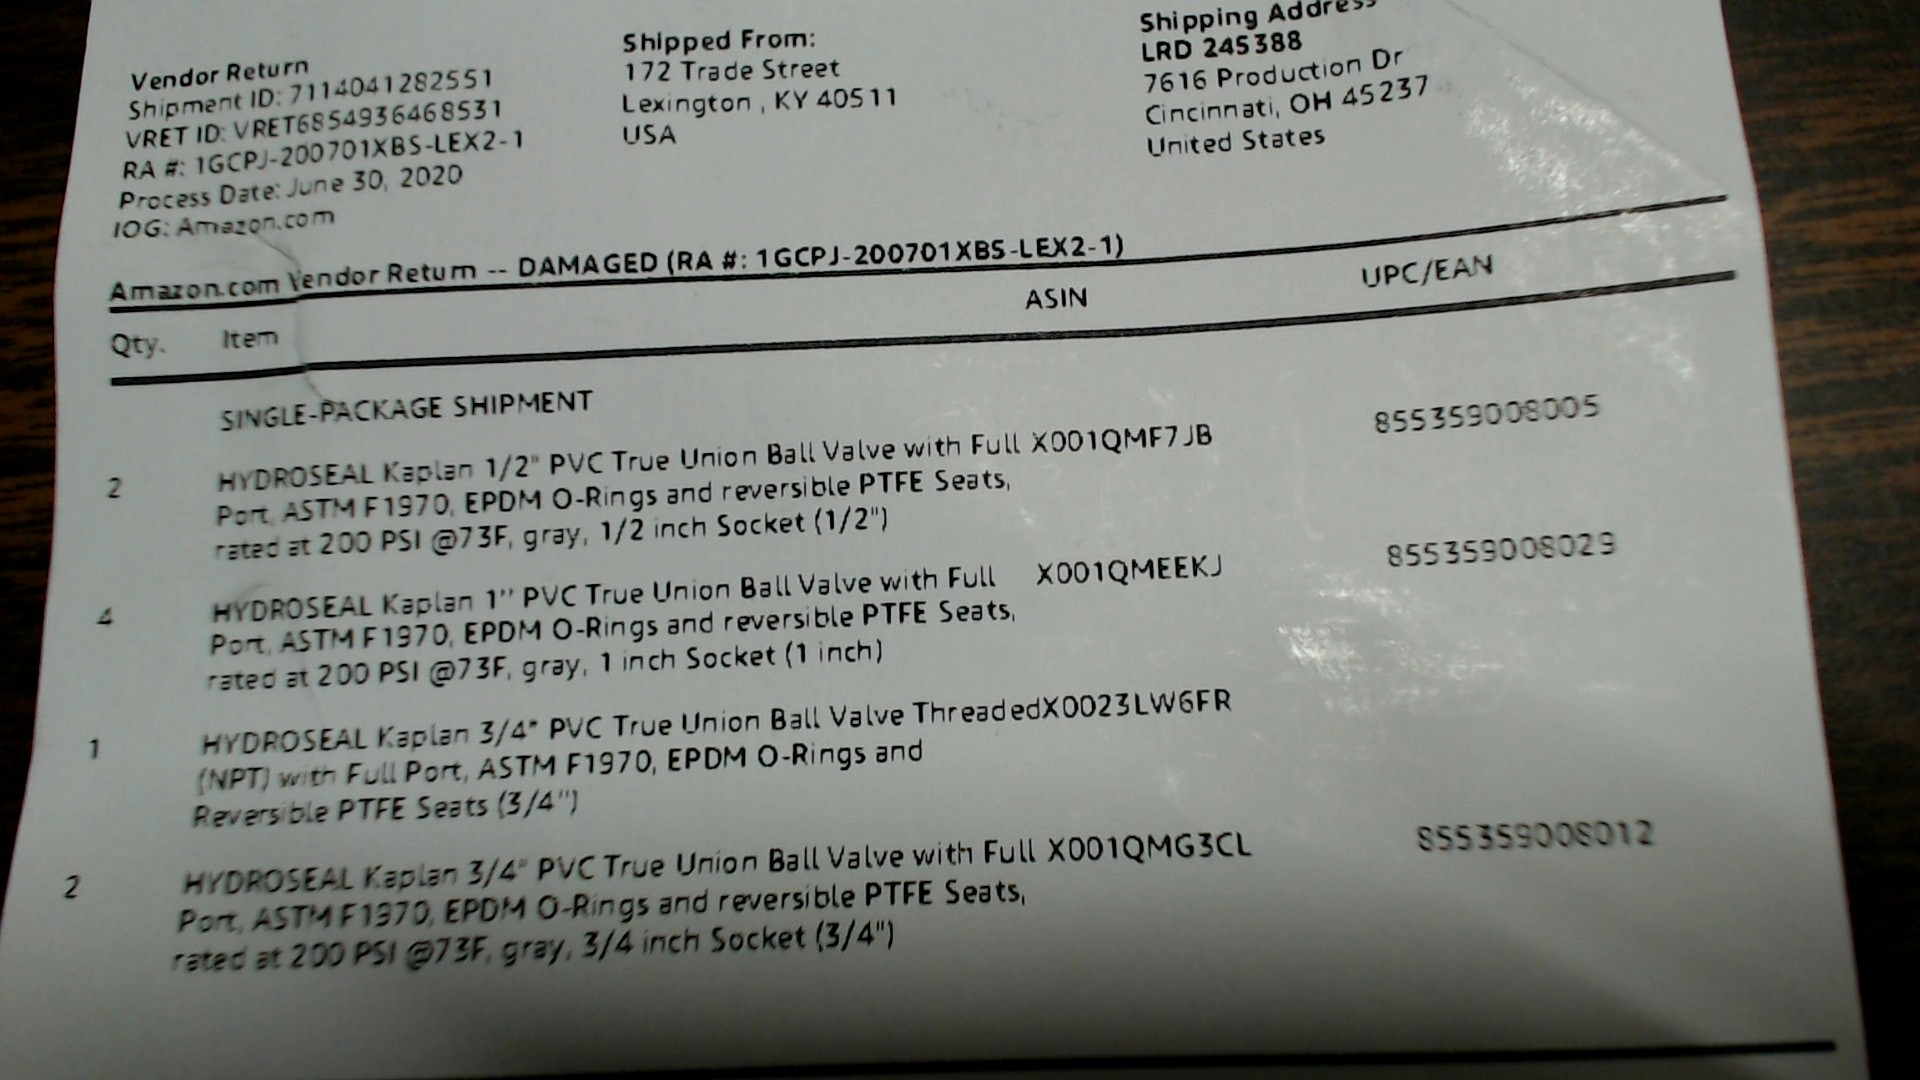 Vendor Return
Shipment ID: 7114041282551
VRET ID: VRET6854936468531
RA #: 1GCPJ-200701XBS-LEX2-1
Process Date: June 30, 2020
IOG: Amazon.com
Shipped From:
172 Trade Street
Lexington , KY 40511
USA
Shipping Address
LRD 245388
7616 Production Dr
Cincinnati, OH 45237
United States
Amazon.com Vendor Return -- DAMAGED (RA #: 1GCPJ-200701XBS-LEX2-1)
Qty. Item ASIN UPC/EAN
SINGLE-PACKAGE SHIPMENT
2 HYDROSEAL Kaplan 1/2" PVC True Union Ball Valve with Full X001QMF7JB 855359008005
Port, ASTM F1970, EPDM O-Rings and reversible PTFE Seats,
rated at 200 PSI @73F, gray, 1/2 inch Socket (1/2")
4 HYDROSEAL Kaplan 1'' PVC True Union Ball Valve with Full X001QMEEKJ 855359008029
Port, ASTM F1970, EPDM O-Rings and reversible PTFE Seats,
rated at 200 PSI @73F, gray, 1 inch Socket (1 inch)
1 HYDROSEAL Kaplan 3/4" PVC True Union Ball Valve ThreadedX0023LW6FR
(NPT) with Full Port, ASTM F1970, EPDM O-Rings and
Reversible PTFE Seats (3/4")
2 HYDROSEAL Kaplan 3/4" PVC True Union Ball Valve with Full X001QMG3CL 855359008012
Port, ASTM F1970, EPDM O-Rings and reversible PTFE Seats,
rated at 200 PSI @73F, gray, 3/4 inch Socket (3/4")